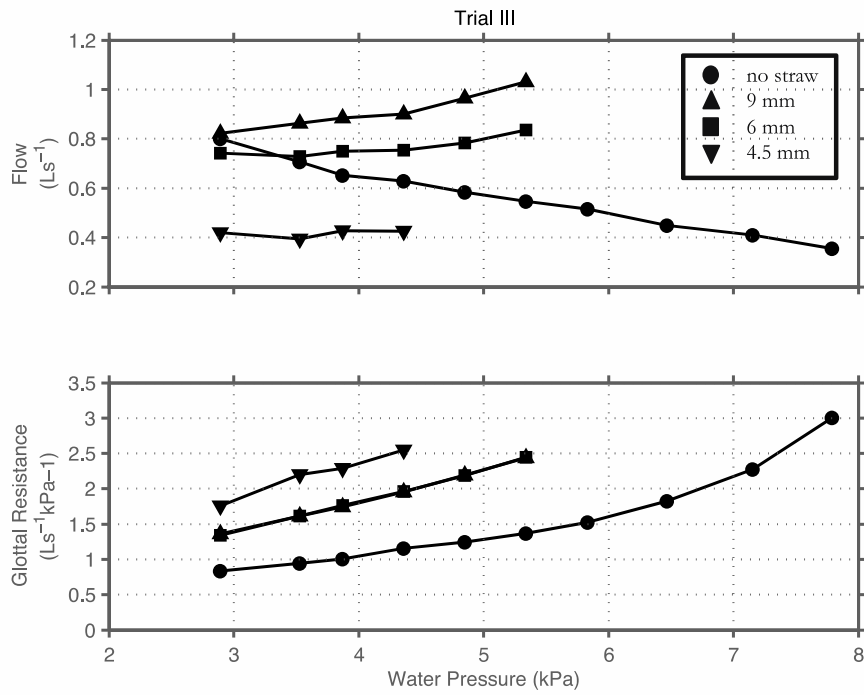 Trial III
1.2
1
0.8
0.6
0.4
0.2
Flow
(Ls⁻¹)
no straw
9 mm
6 mm
4.5 mm
3.5
3
2.5
2
1.5
1
0.5
0
Glottal Resistance
(Ls⁻¹kPa–1)
2 3 4 5 6 7 8
Water Pressure (kPa)